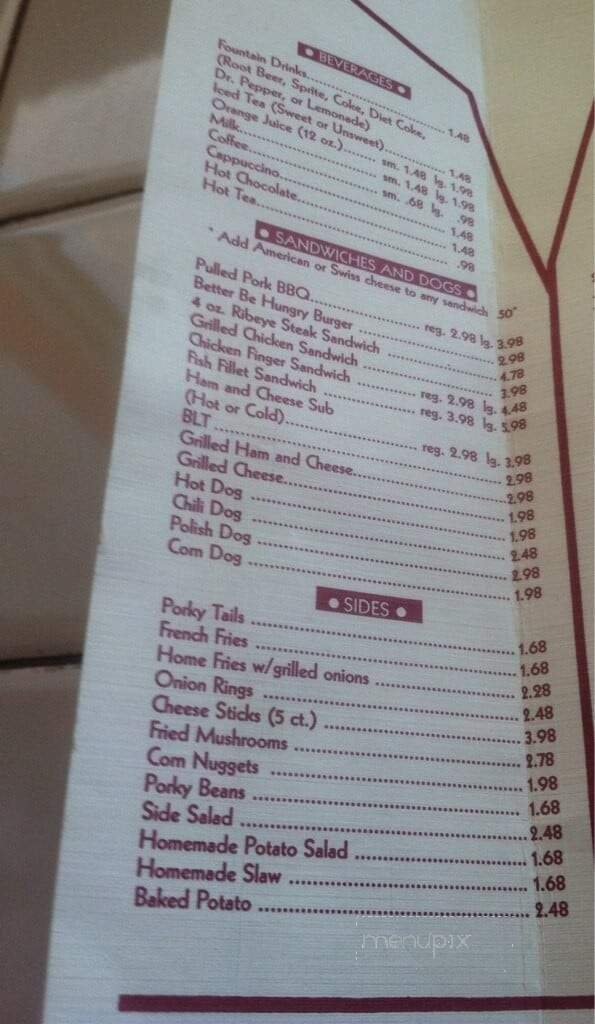 • BEVERAGES •
Fountain Drinks........ 1.48
(Root Beer, Sprite, Coke, Diet Coke,
Dr. Pepper, or Lemonade)
Iced Tea (Sweet or Unsweet)........ 1.48
Orange Juice (12 oz.)........ sm. 1.48 lg. 1.98
Milk........ sm. 1.48 lg. 1.98
Coffee........ sm. .68 lg. .98
Cappuccino........ 1.48
Hot Chocolate........ 1.48
Hot Tea........ .98
• SANDWICHES AND DOGS •
* Add American or Swiss cheese to any sandwich .50*
Pulled Pork BBQ........ reg. 2.98 lg. 3.98
Better Be Hungry Burger ........ 2.98
4 oz. Ribeye Steak Sandwich ........ 4.78
Grilled Chicken Sandwich ........ 3.98
Chicken Finger Sandwich ........ reg. 2.98 lg. 4.48
Fish Fillet Sandwich ........ reg. 3.98 lg. 5.98
Ham and Cheese Sub
(Hot or Cold)........ reg. 2.98 lg. 3.98
BLT ........ 2.98
Grilled Ham and Cheese........ 2.98
Grilled Cheese........ 1.98
Hot Dog ........ 1.98
Chili Dog ........ 2.48
Polish Dog ........ 2.98
Corn Dog ........ 1.98
• SIDES •
Porky Tails ........ 1.68
French Fries ........ 1.68
Home Fries w/grilled onions ........ 2.28
Onion Rings ........ 2.48
Cheese Sticks (5 ct.) ........ 3.98
Fried Mushrooms ........ 2.78
Corn Nuggets ........ 1.98
Porky Beans ........ 1.68
Side Salad ........ 2.48
Homemade Potato Salad ........ 1.68
Homemade Slaw ........ 1.68
Baked Potato ........ 2.48
menupix